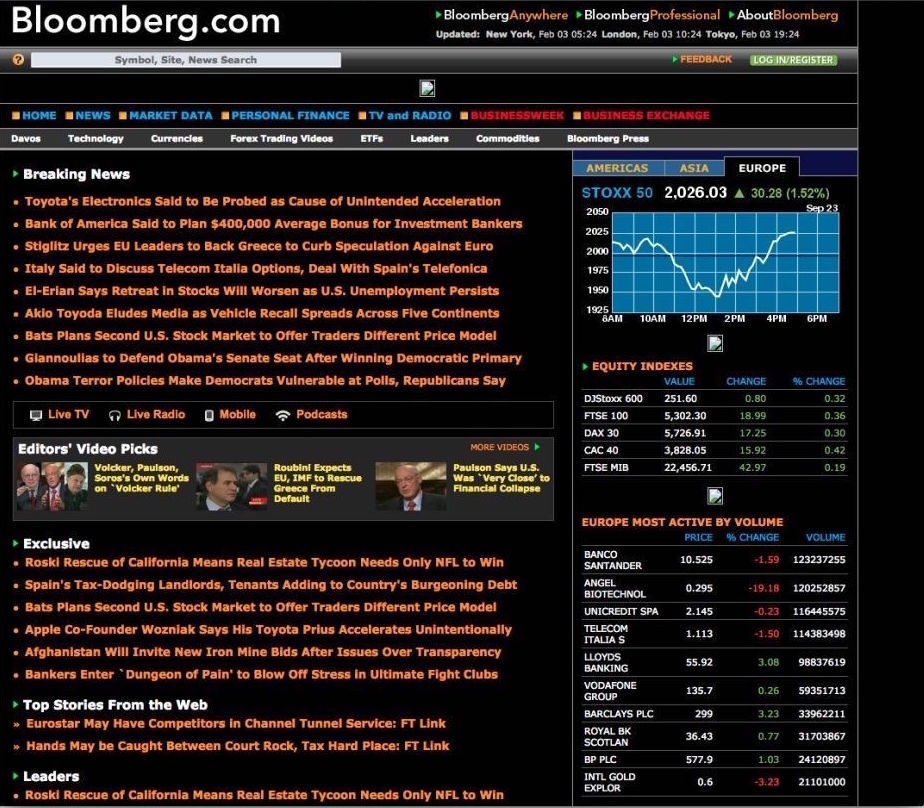 Bloomberg.com
BloombergAnywhere BloombergProfessional AboutBloomberg
Updated: New York, Feb 03 05:24 London, Feb 03 10:24 Tokyo, Feb 03 19:24
? Symbol, Site, News Search
FEEDBACK LOG IN/REGISTER
HOME NEWS MARKET DATA PERSONAL FINANCE TV and RADIO BUSINESSWEEK BUSINESS EXCHANGE
Davos Technology Currencies Forex Trading Videos ETFs Leaders Commodities Bloomberg Press
Breaking News
• Toyota's Electronics Said to Be Probed as Cause of Unintended Acceleration
• Bank of America Said to Plan $400,000 Average Bonus for Investment Bankers
• Stiglitz Urges EU Leaders to Back Greece to Curb Speculation Against Euro
• Italy Said to Discuss Telecom Italia Options, Deal With Spain's Telefonica
• El-Erian Says Retreat in Stocks Will Worsen as U.S. Unemployment Persists
• Akio Toyoda Eludes Media as Vehicle Recall Spreads Across Five Continents
• Bats Plans Second U.S. Stock Market to Offer Traders Different Price Model
• Giannoulias to Defend Obama's Senate Seat After Winning Democratic Primary
• Obama Terror Policies Make Democrats Vulnerable at Polls, Republicans Say
Live TV Live Radio Mobile Podcasts
Editors' Video Picks MORE VIDEOS
Volcker, Paulson,
Soros's Own Words
on `Volcker Rule'
Roubini Expects
EU, IMF to Rescue
Greece From
Default
Paulson Says U.S.
Was `Very Close' to
Financial Collapse
Exclusive
• Roski Rescue of California Means Real Estate Tycoon Needs Only NFL to Win
• Spain's Tax-Dodging Landlords, Tenants Adding to Country's Burgeoning Debt
• Bats Plans Second U.S. Stock Market to Offer Traders Different Price Model
• Apple Co-Founder Wozniak Says His Toyota Prius Accelerates Unintentionally
• Afghanistan Will Invite New Iron Mine Bids After Issues Over Transparency
• Bankers Enter `Dungeon of Pain' to Blow Off Stress in Ultimate Fight Clubs
Top Stories From the Web
» Eurostar May Have Competitors in Channel Tunnel Service: FT Link
» Hands May be Caught Between Court Rock, Tax Hard Place: FT Link
Leaders
• Roski Rescue of California Means Real Estate Tycoon Needs Only NFL to Win
AMERICAS ASIA EUROPE
STOXX 50 2,026.03 ▲ 30.28 (1.52%)
Sep 23
2050
2025
2000
1975
1950
1925
8AM 10AM 12PM 2PM 4PM 6PM
EQUITY INDEXES
VALUE CHANGE % CHANGE
DJStoxx 600 251.60 0.80 0.32
FTSE 100 5,302.30 18.99 0.36
DAX 30 5,726.91 17.25 0.30
CAC 40 3,828.05 15.92 0.42
FTSE MIB 22,456.71 42.97 0.19
EUROPE MOST ACTIVE BY VOLUME
PRICE % CHANGE VOLUME
BANCO
SANTANDER 10.525 -1.59 123237255
ANGEL
BIOTECHNOL 0.295 -19.18 120252857
UNICREDIT SPA 2.145 -0.23 116445575
TELECOM
ITALIA S 1.113 -1.50 114383498
LLOYDS
BANKING 55.92 3.08 98837619
VODAFONE
GROUP 135.7 0.26 59351713
BARCLAYS PLC 299 3.23 33962211
ROYAL BK
SCOTLAN 36.43 0.77 31703867
BP PLC 577.9 1.03 24120897
INTL GOLD
EXPLOR 0.6 -3.23 21101000